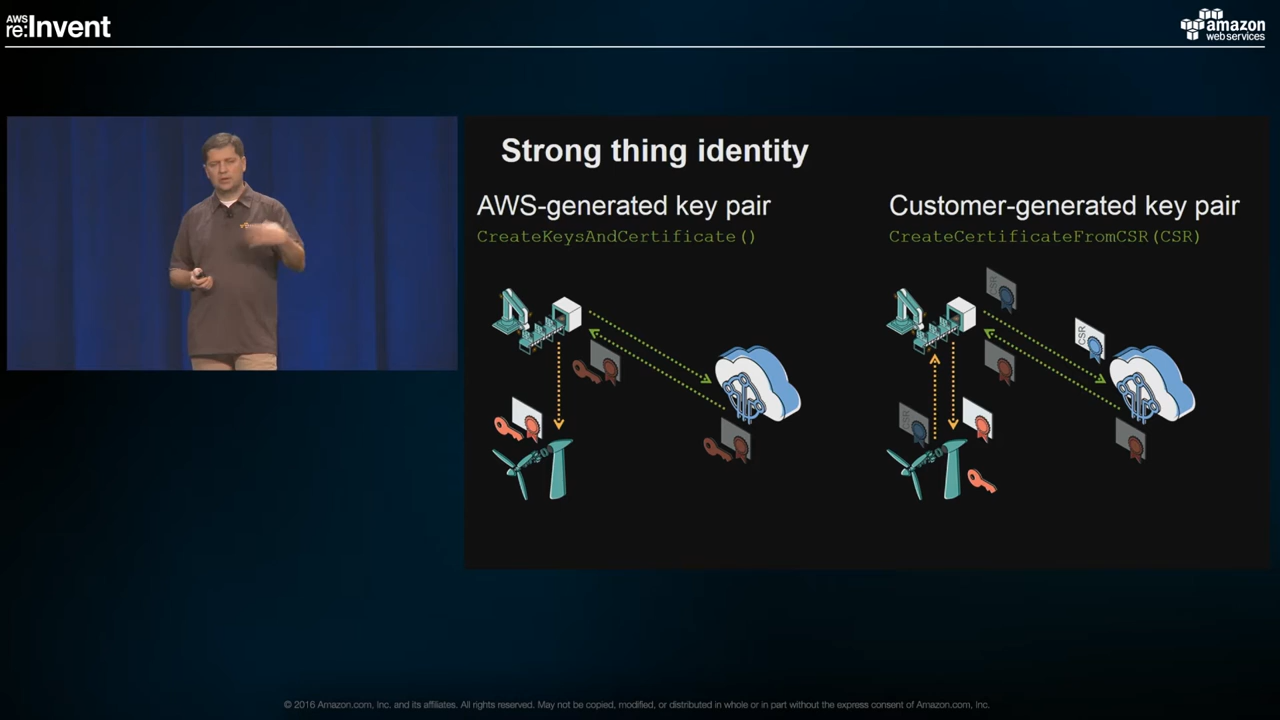 AWS
re:Invent
amazon
web services
Strong thing identity
AWS-generated key pair
CreateKeysAndCertificate()
Customer-generated key pair
CreateCertificateFromCSR(CSR)
CSR
CSR
CSR
© 2016 Amazon.com, Inc. and its affiliates. All rights reserved. May not be copied, modified, or distributed in whole or in part without the express consent of Amazon.com, Inc.